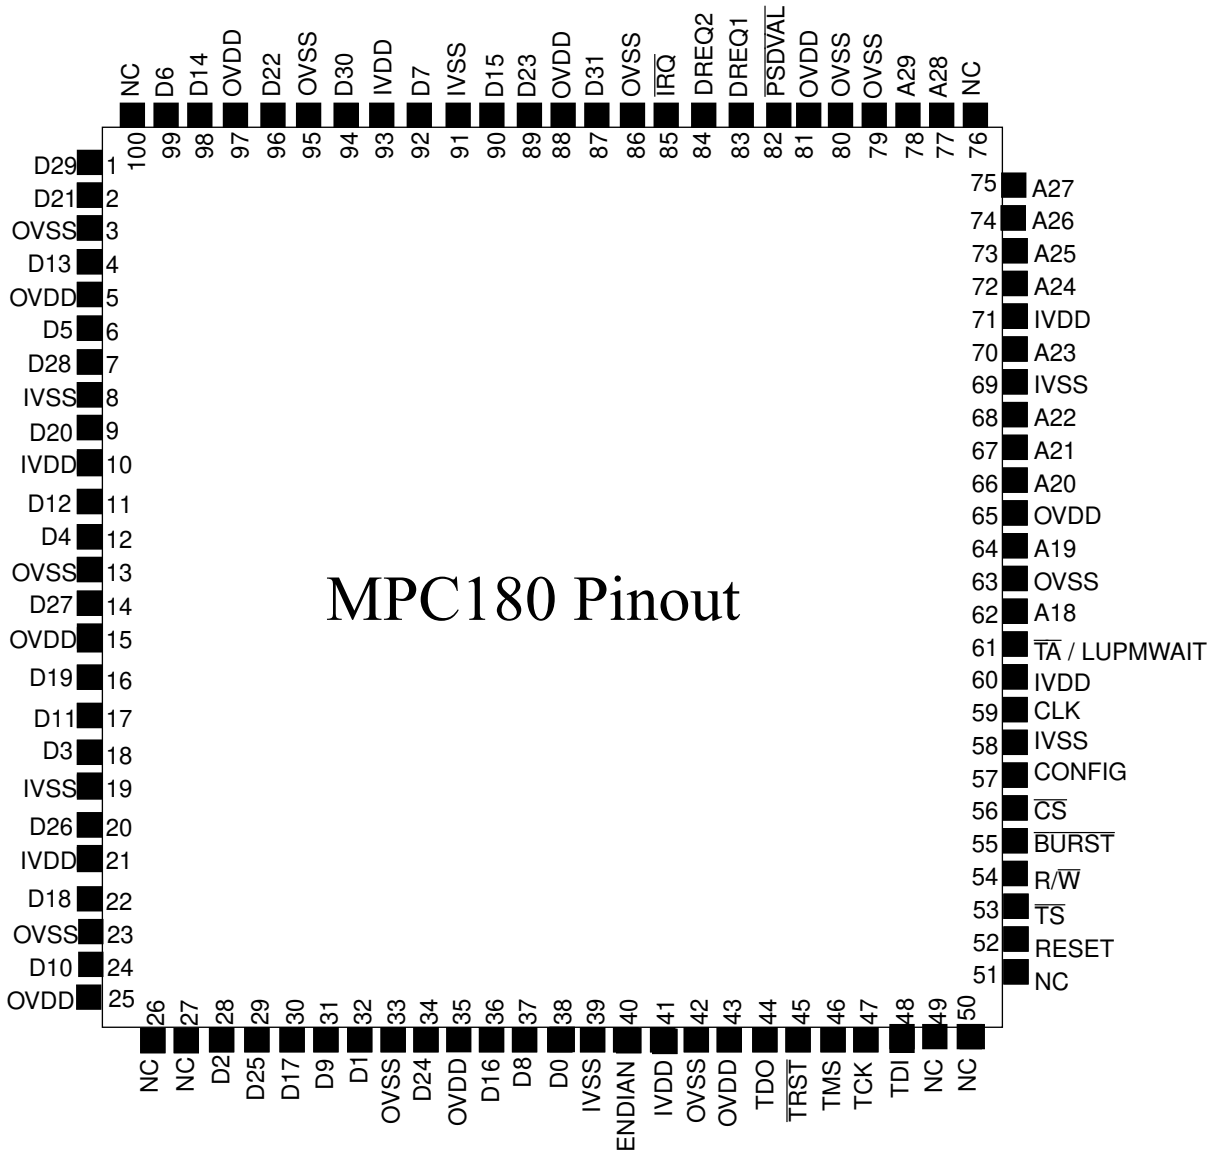 NC D6 D14 OVDD D22 OVSS D30 IVDD D7 IVSS D15 D23 OVDD D31 OVSS IRQ DREQ2 DREQ1 PSDVAL OVDD OVSS OVSS A29 A28 NC
100 99 98 97 96 95 94 93 92 91 90 89 88 87 86 85 84 83 82 81 80 79 78 77 76
D29 1
D21 2
OVSS 3
D13 4
OVDD 5
D5 6
D28 7
IVSS 8
D20 9
IVDD 10
D12 11
D4 12
OVSS 13
D27 14
OVDD 15
D19 16
D11 17
D3 18
IVSS 19
D26 20
IVDD 21
D18 22
OVSS 23
D10 24
OVDD 25
MPC180 Pinout
75 A27
74 A26
73 A25
72 A24
71 IVDD
70 A23
69 IVSS
68 A22
67 A21
66 A20
65 OVDD
64 A19
63 OVSS
62 A18
61 TA / LUPMWAIT
60 IVDD
59 CLK
58 IVSS
57 CONFIG
56 CS
55 BURST
54 R/W
53 TS
52 RESET
51 NC
26 27 28 29 30 31 32 33 34 35 36 37 38 39 40 41 42 43 44 45 46 47 48 49 50
NC NC D2 D25 D17 D9 D1 OVSS D24 OVDD D16 D8 D0 IVSS ENDIAN IVDD OVSS OVDD TDO TRST TMS TCK TDI NC NC